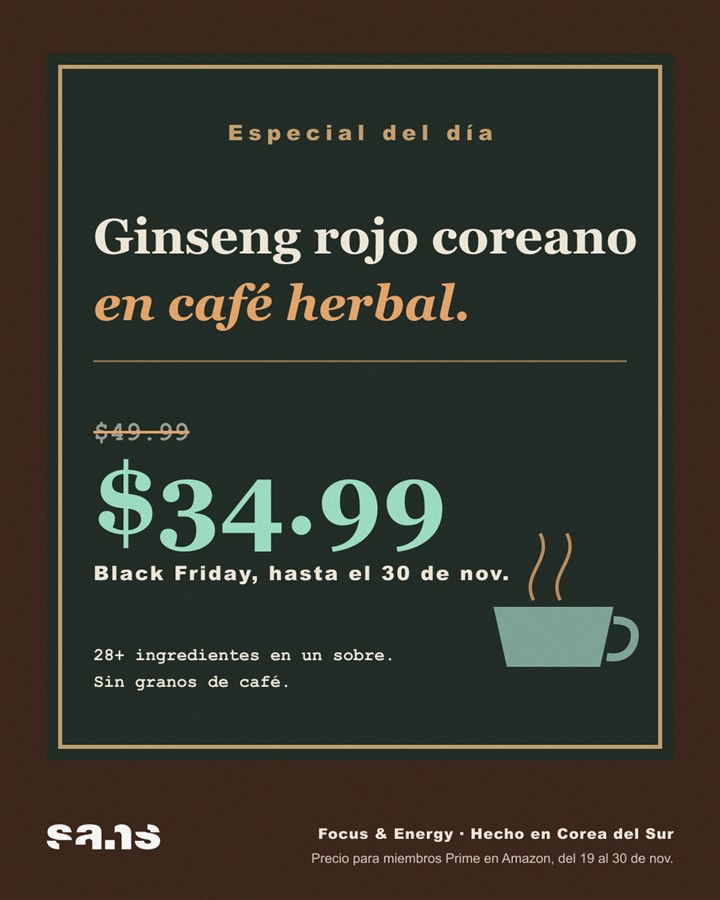 Especial del día
Ginseng rojo coreano
en café herbal.
$49.99
$34.99
Black Friday, hasta el 30 de nov.
28+ ingredientes en un sobre.
Sin granos de café.
sans
Focus & Energy · Hecho en Corea del Sur
Precio para miembros Prime en Amazon, del 19 al 30 de nov.